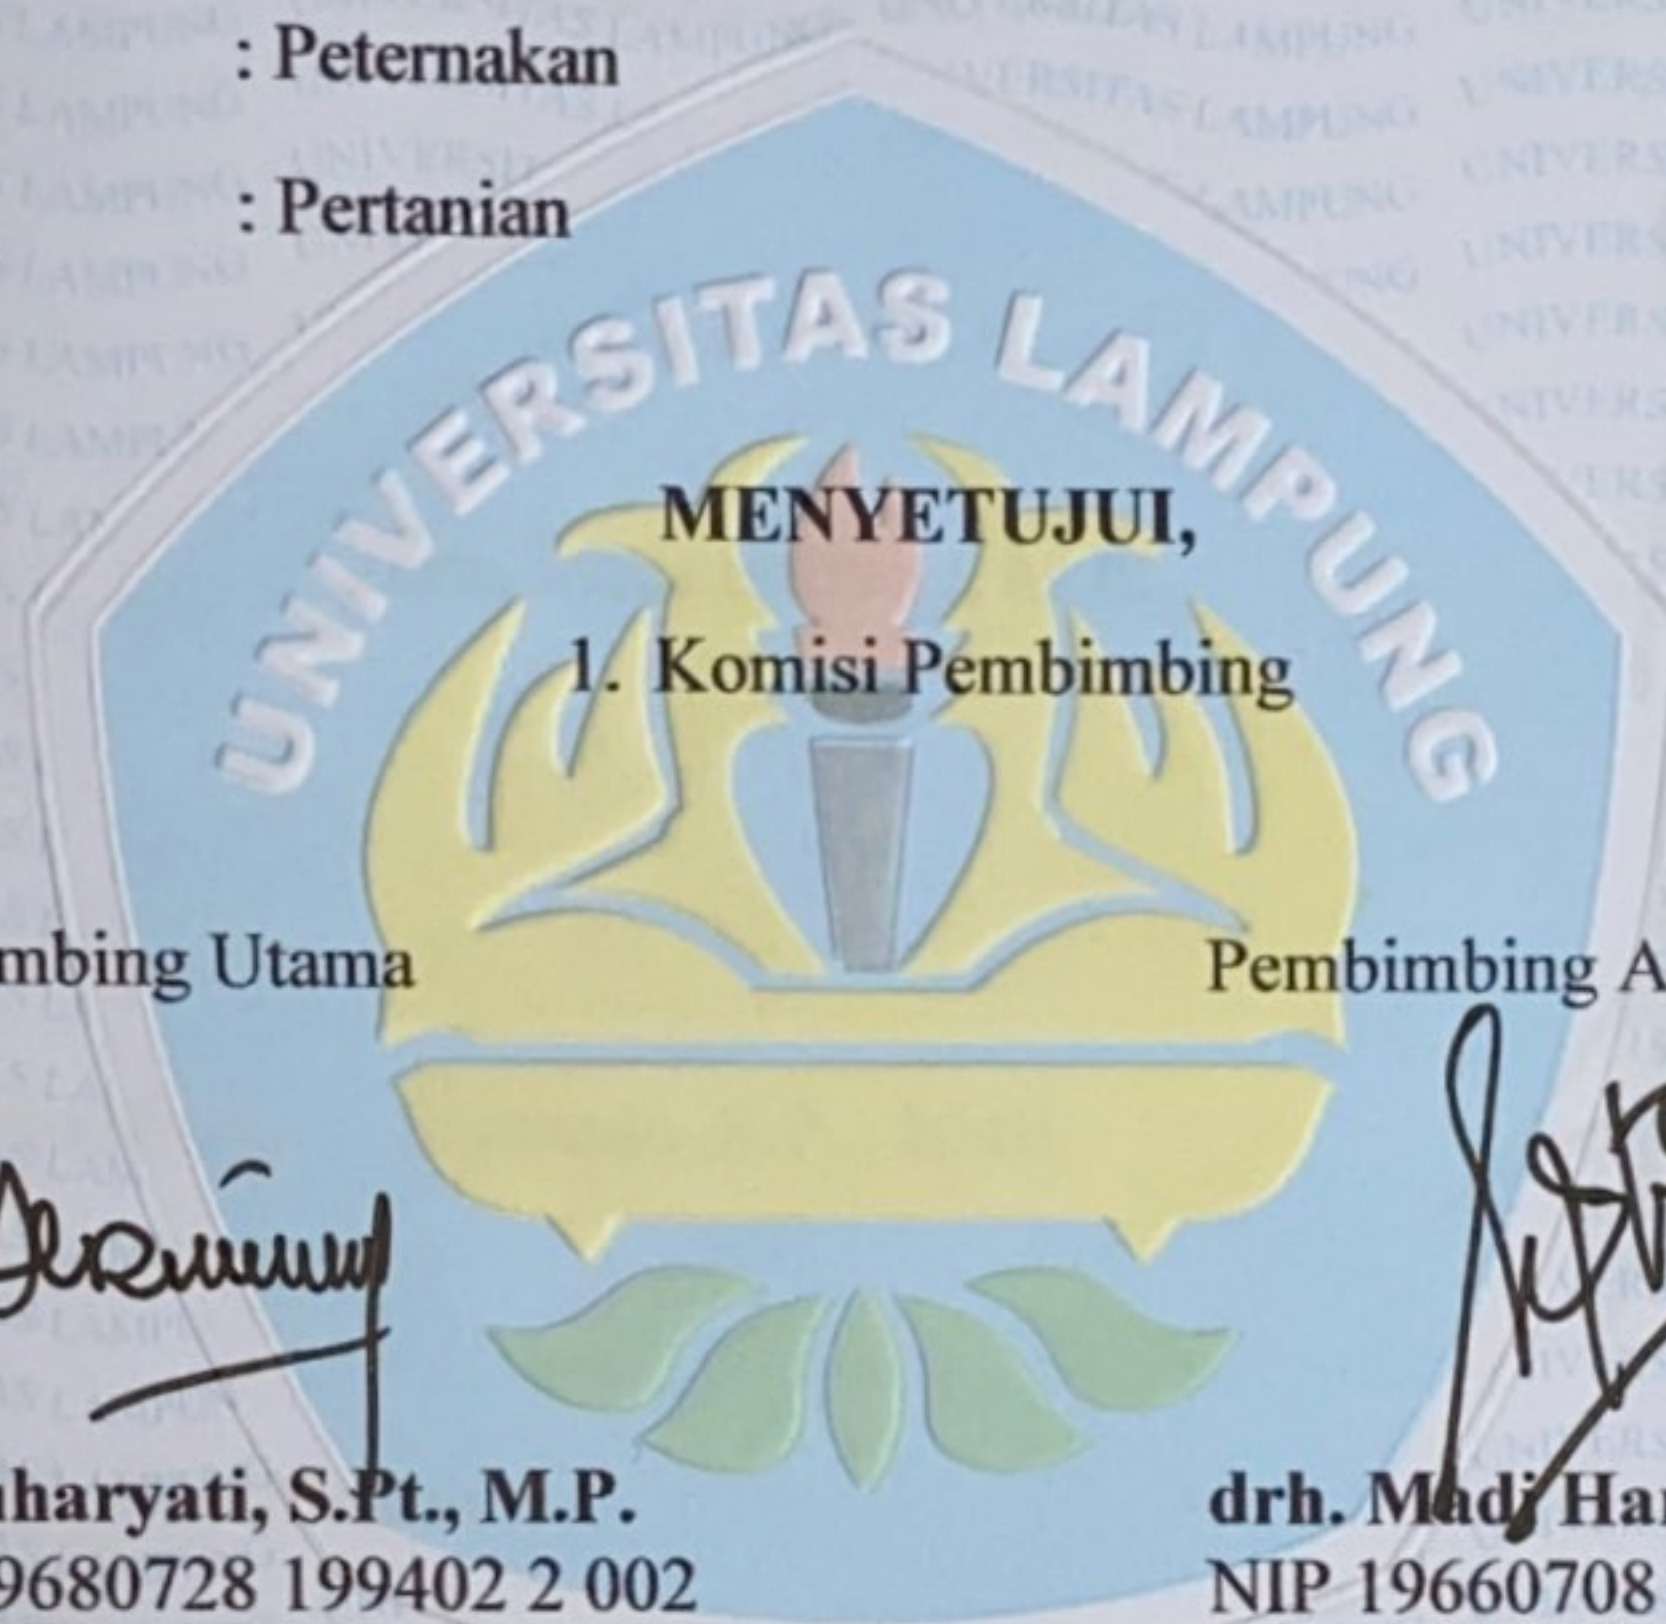 : Peternakan
: Pertanian
UNIVERSITAS LAMPUNG
MENYETUJUI,
1. Komisi Pembimbing
mbing Utama Pembimbing A
haryati, S.Pt., M.P. drh. Madi Har
9680728 199402 2 002 NIP 19660708